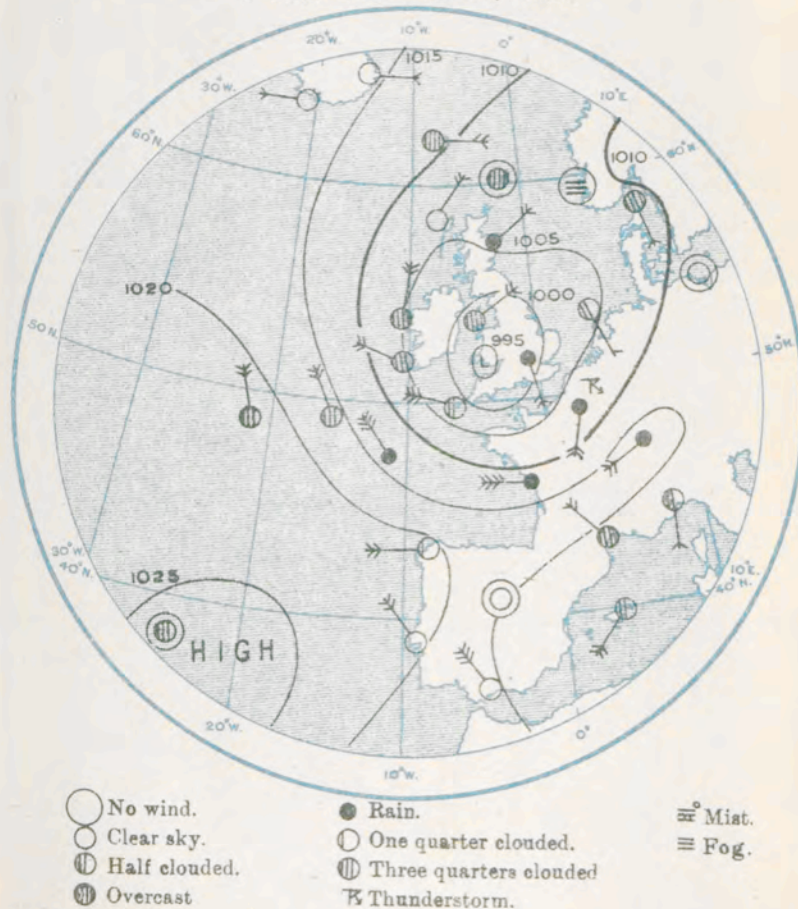 20°W. 10°W. 0°
30°W. 1015 1010 10°E.
60°N. 1010 60°N.
1005
1020 1000
50°N. 995 50°N.
L
30°W.
40°N. 1025 10°E.
40°N.
HIGH
20°W. 0°
10°W.
No wind. Rain. Mist.
Clear sky. One quarter clouded. Fog.
Half clouded. Three quarters clouded
Overcast Thunderstorm.